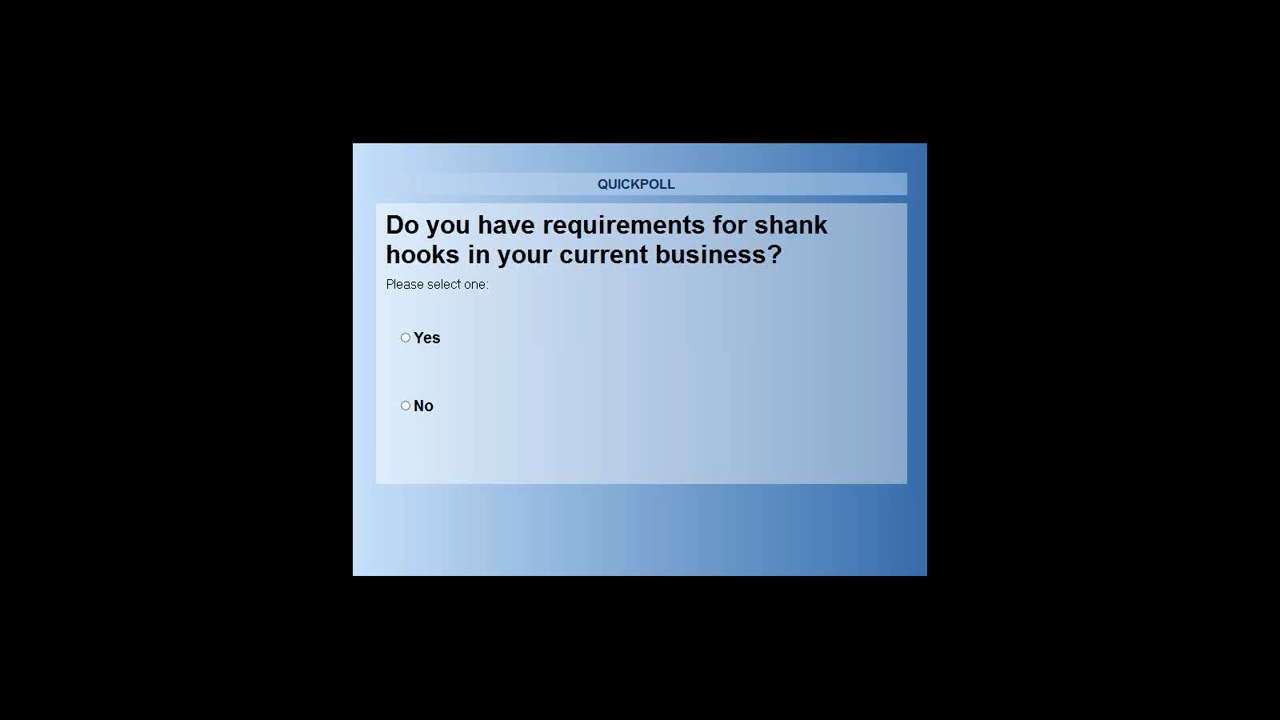 QUICKPOLL
Do you have requirements for shank
hooks in your current business?
Please select one:
Yes
No